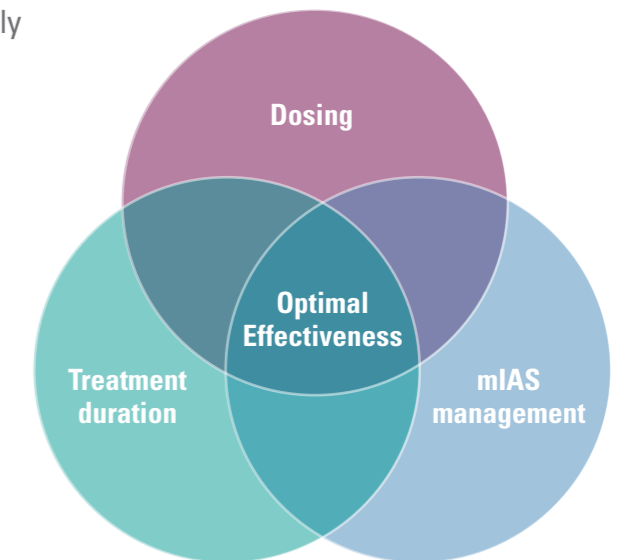 ly
Dosing
Optimal
Effectiveness
Treatment
duration
mIAS
management